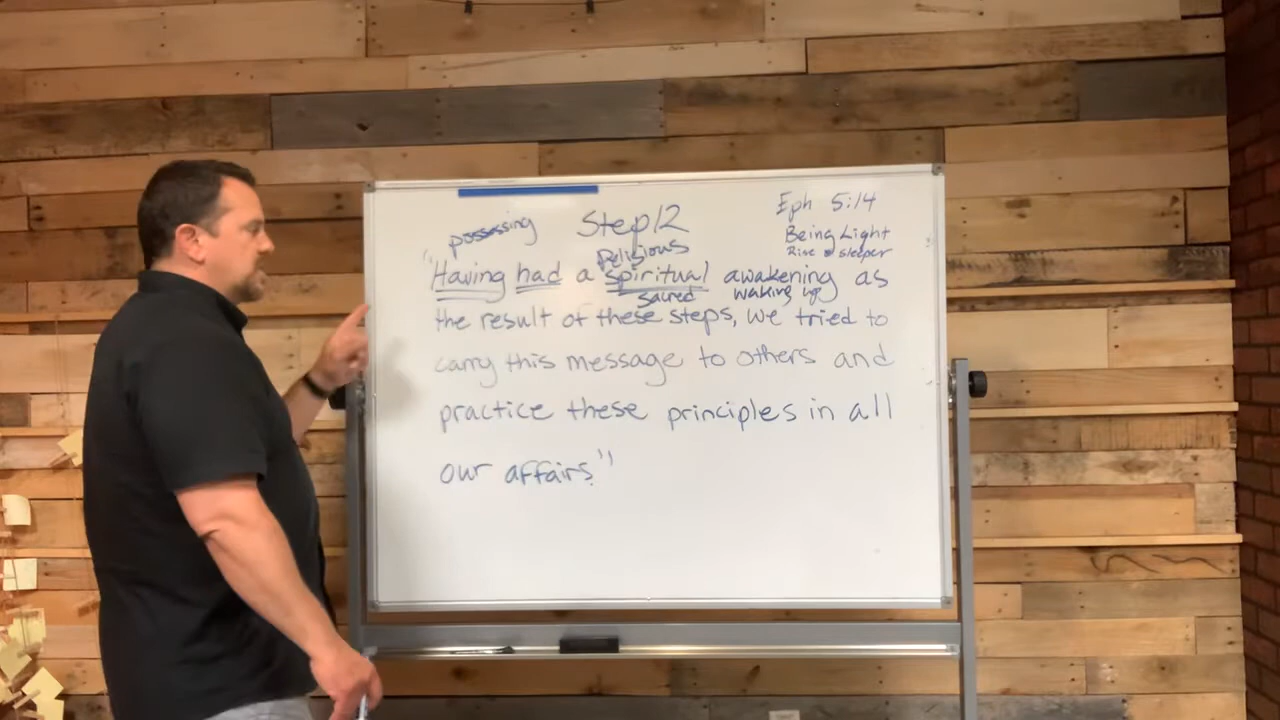 Eph 5:14
possessing Step 12
Being Light
Religious
Rise o sleeper
"Having had a spiritual awakening as
sacred waking up
the result of these steps, we tried to
carry this message to others and
practice these principles in all
our affairs."